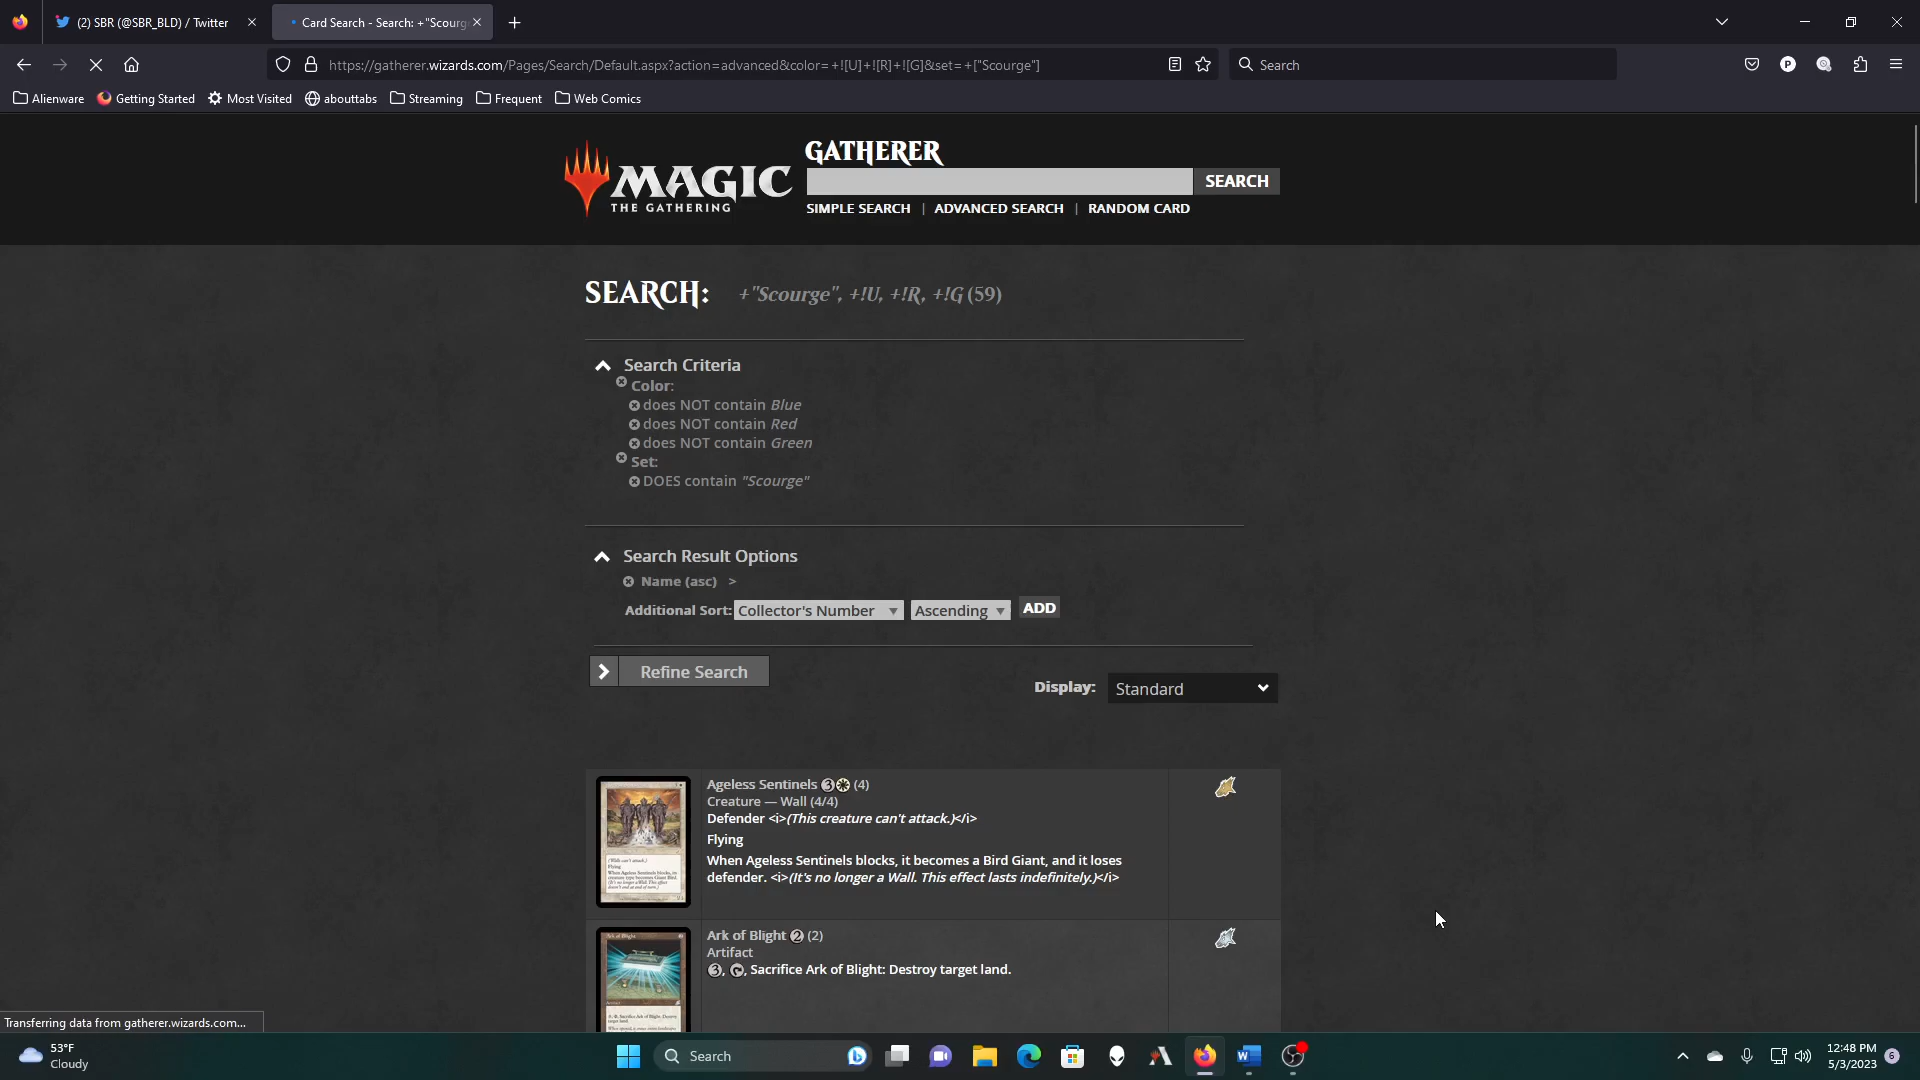 (2) SBR (@SBR_BLD) / Twitter
Card Search - Search: +"Scourg
https://gatherer.wizards.com/Pages/Search/Default.aspx?action=advanced&color=+![U]+![R]+![G]&set=+["Scourge"]
Search
Alienware
Getting Started
Most Visited
abouttabs
Streaming
Frequent
Web Comics
MAGIC
THE GATHERING
GATHERER
SEARCH
SIMPLE SEARCH | ADVANCED SEARCH | RANDOM CARD
SEARCH: +"Scourge", +!U, +!R, +!G (59)
Search Criteria
Color:
does NOT contain Blue
does NOT contain Red
does NOT contain Green
Set:
DOES contain "Scourge"
Search Result Options
Name (asc) >
Additional Sort: Collector's Number Ascending ADD
Refine Search
Display: Standard
Ageless Sentinels 3 (4)
Creature — Wall (4/4)
Defender <i>(This creature can't attack.)</i>
Flying
When Ageless Sentinels blocks, it becomes a Bird Giant, and it loses
defender. <i>(It's no longer a Wall. This effect lasts indefinitely.)</i>
Ark of Blight
Ark of Blight 2 (2)
Artifact
3, , Sacrifice Ark of Blight: Destroy target land.
Transferring data from gatherer.wizards.com...
53°F
Cloudy
Search
12:48 PM
5/3/2023
6